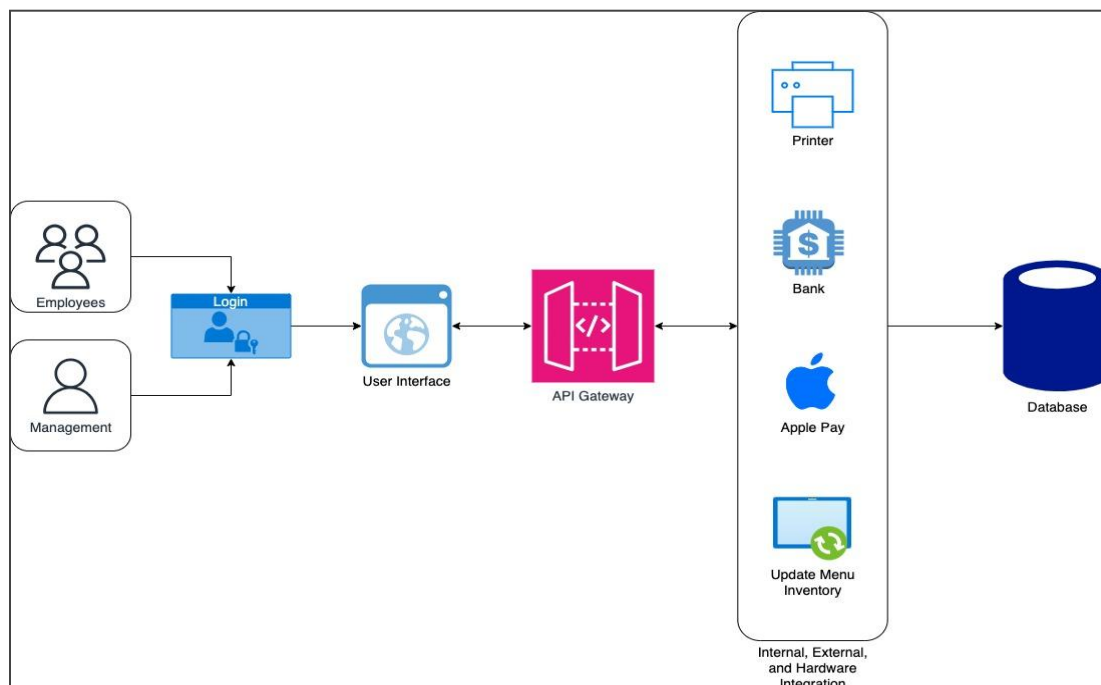 Printer
Employees
Login
Bank
Management
User Interface
</>
API Gateway
$
Database
Apple Pay
Update Menu
Inventory
Internal, External,
and Hardware
Integration